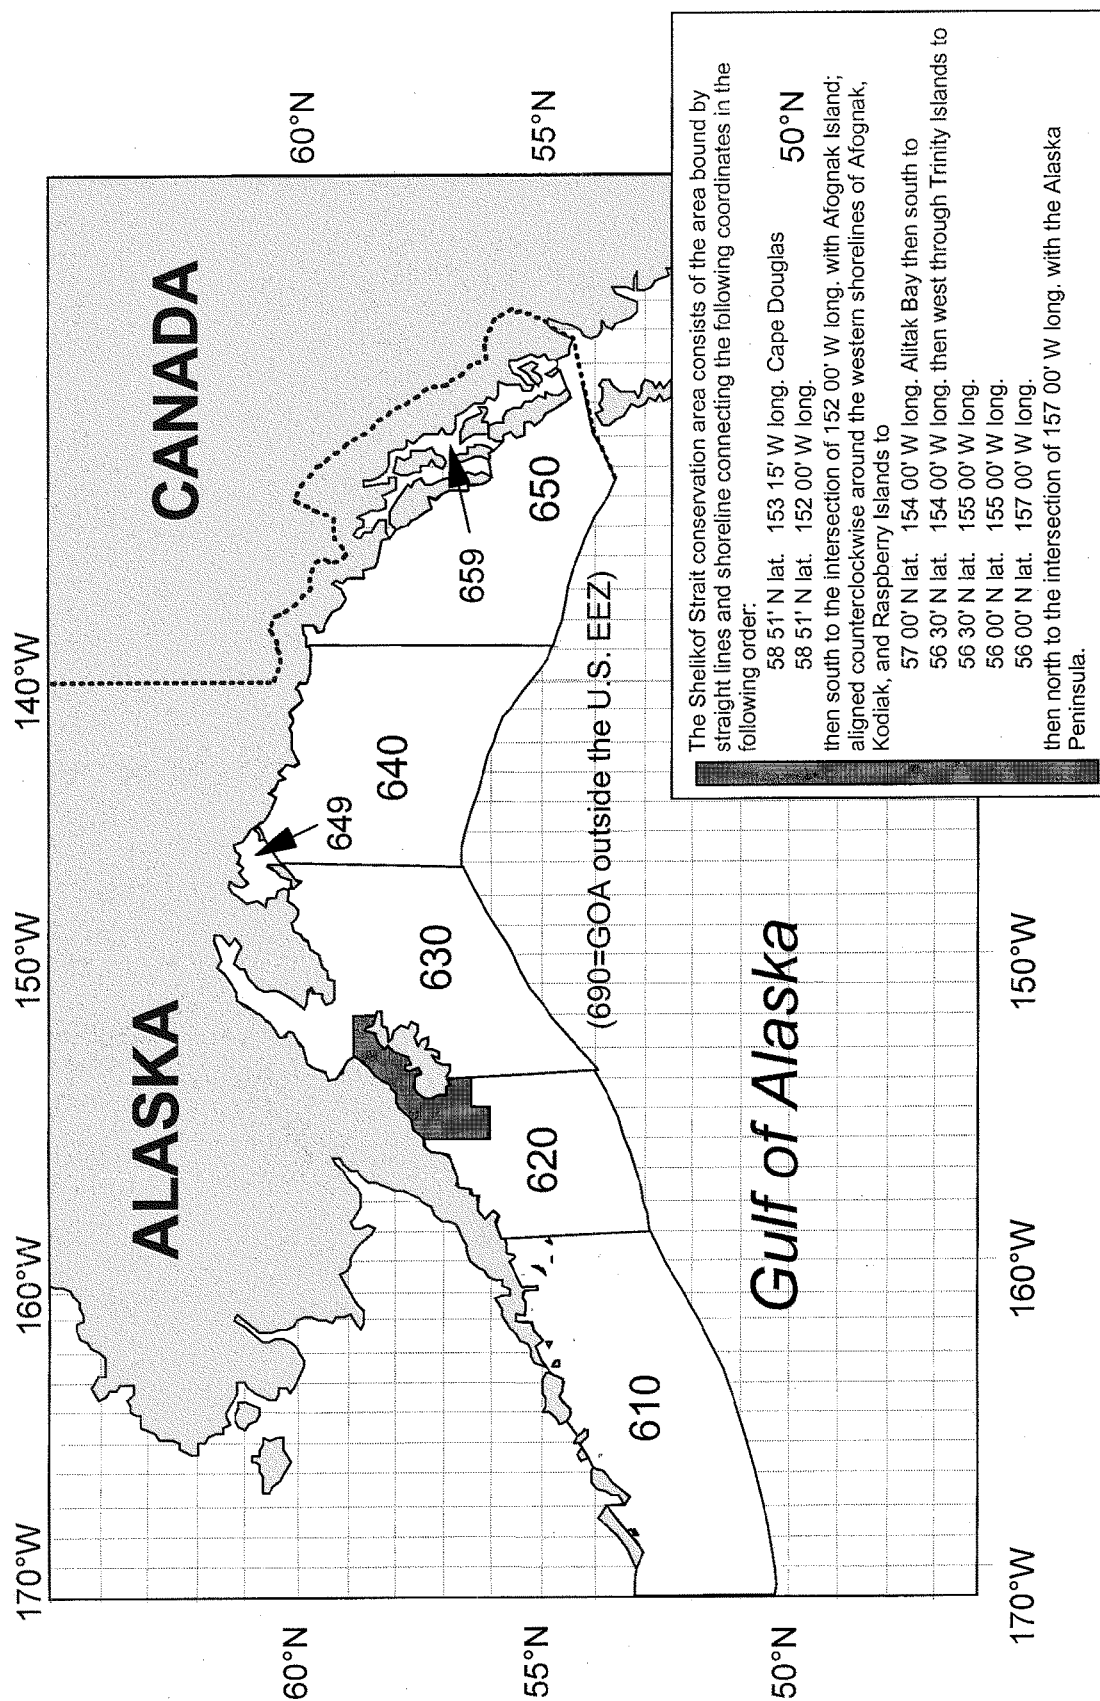 170°W
160°W
150°W
140°W
60°N
55°N
50°N
60°N
55°N
50°N
170°W
160°W
150°W
ALASKA
CANADA
649
659
610
620
630
640
650
(690=GOA outside the U.S. EEZ)
Gulf of Alaska
The Shelikof Strait conservation area consists of the area bound by
straight lines and shoreline connecting the following coordinates in the
following order:
58 51' N lat. 153 15' W long. Cape Douglas
58 51' N lat. 152 00' W long.
then south to the intersection of 152 00' W long. with Afognak Island;
aligned counterclockwise around the western shorelines of Afognak,
Kodiak, and Raspberry Islands to
57 00' N lat. 154 00' W long. Alitak Bay then south to
56 30' N lat. 154 00' W long. then west through Trinity Islands to
56 30' N lat. 155 00' W long.
56 00' N lat. 155 00' W long.
56 00' N lat. 157 00' W long.
then north to the intersection of 157 00' W long. with the Alaska
Peninsula.